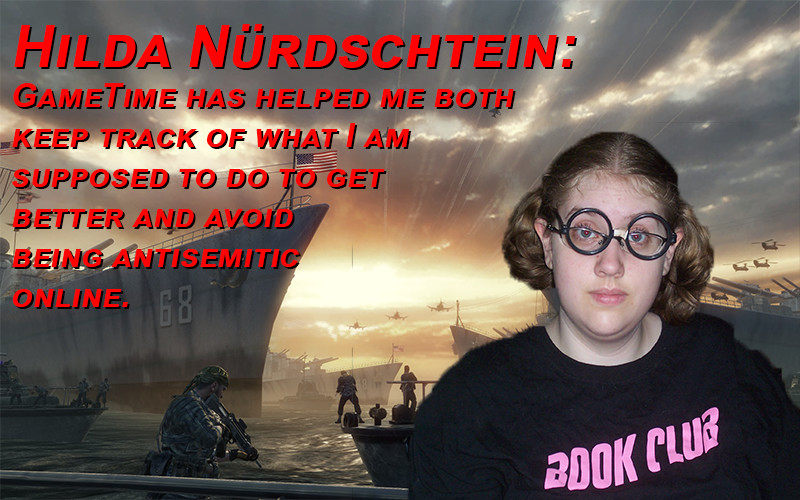 Hilda Nürdschtein:
GameTime has helped me both
keep track of what I am
supposed to do to get
better and avoid
being antisemitic
online.
68
BOOK CLUB